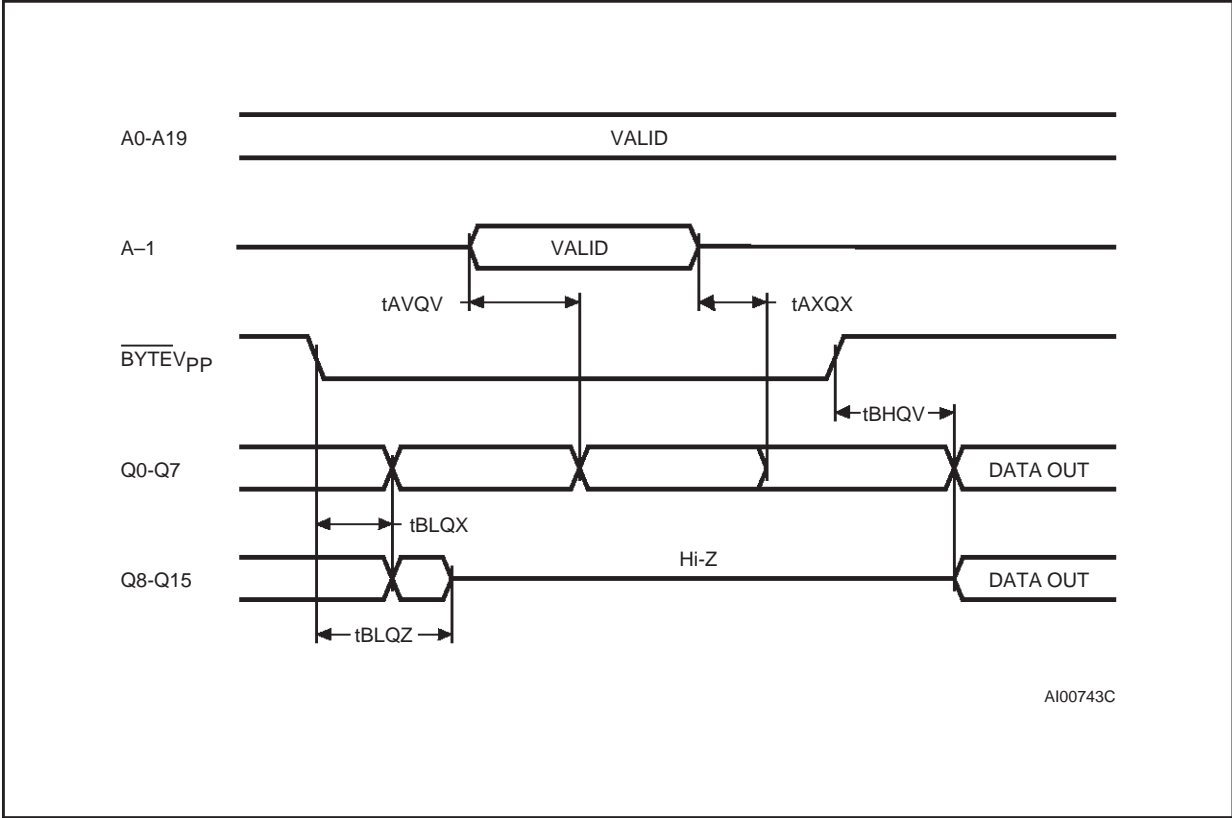 A0-A19 VALID
A–1 VALID
tAVQV tAXQX
BYTEVPP
tBHQV
Q0-Q7 DATA OUT
tBLQX
Hi-Z
Q8-Q15 DATA OUT
tBLQZ
AI00743C